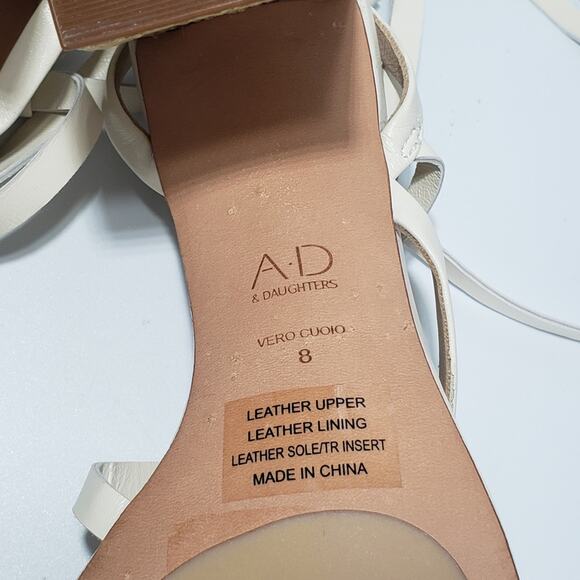 A·D
& DAUGHTERS
VERO CUOIO
8
LEATHER UPPER
LEATHER LINING
LEATHER SOLE/TR INSERT
MADE IN CHINA